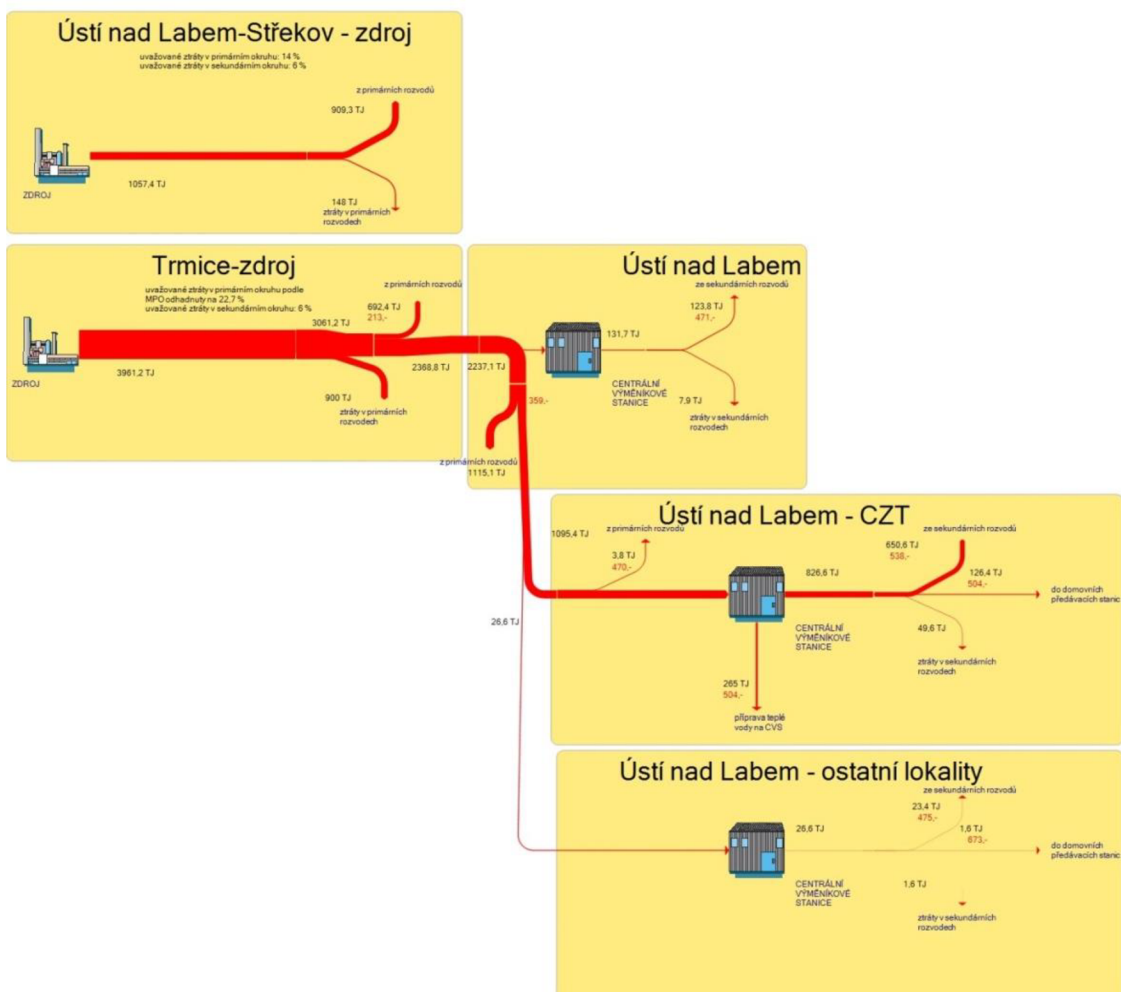 Ústí nad Labem-Střekov - zdroj
uvažované ztráty v primárním okruhu: 14 %
uvažované ztráty v sekundárním okruhu: 6 %
z primárních rozvodů
909,3 TJ
1057,4 TJ
ZDROJ
148 TJ
ztráty v primárních
rozvodech
Trmice-zdroj
uvažované ztráty v primárním okruhu podle
MPO odhadnuty na 22,7 %
uvažované ztráty v sekundárním okruhu: 6 %
z primárních rozvodů
692,4 TJ
213,-
3061,2 TJ
3961,2 TJ
ZDROJ
2368,8 TJ
900 TJ
ztráty v primárních
rozvodech
Ústí nad Labem
ze sekundárních rozvodů
123,8 TJ
471,-
131,7 TJ
2237,1 TJ
CENTRÁLNÍ
VÝMĚNÍKOVÉ
STANICE
359,-
7,9 TJ
ztráty v sekundárních
rozvodech
z primárních rozvodů
1115,1 TJ
Ústí nad Labem - CZT
z primárních rozvodů
ze sekundárních rozvodů
1095,4 TJ
3,8 TJ
470,-
650,6 TJ
538,-
826,6 TJ
126,4 TJ
504,-
do domovních
předávacích stanic
26,6 TJ
CENTRÁLNÍ
VÝMĚNÍKOVÉ
STANICE
49,6 TJ
ztráty v sekundárních
rozvodech
265 TJ
504,-
příprava teplé
vody na CVS
Ústí nad Labem - ostatní lokality
ze sekundárních rozvodů
23,4 TJ
475,-
26,6 TJ
1,6 TJ
673,-
do domovních
předávacích stanic
CENTRÁLNÍ
VÝMĚNÍKOVÉ
STANICE
1,6 TJ
ztráty v sekundárních
rozvodech